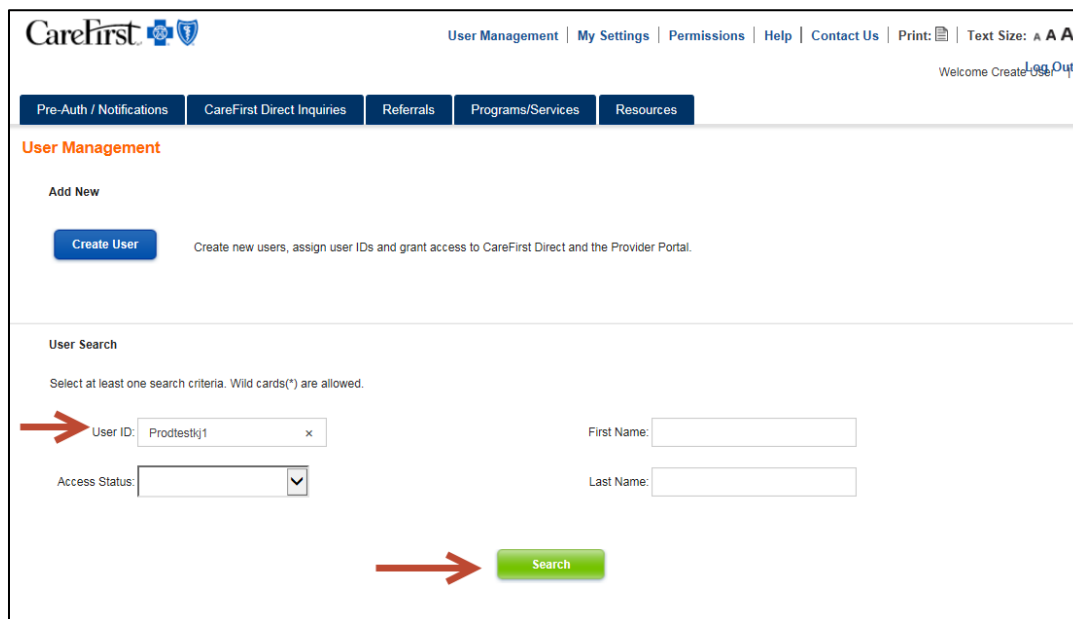 CareFirst
User Management | My Settings | Permissions | Help | Contact Us | Print: | Text Size: A A A
Welcome Create User | Log Out
Pre-Auth / Notifications CareFirst Direct Inquiries Referrals Programs/Services Resources
User Management
Add New
Create User Create new users, assign user IDs and grant access to CareFirst Direct and the Provider Portal.
User Search
Select at least one search criteria. Wild cards(*) are allowed.
User ID: Prodtestkj1 × First Name:
Access Status: Last Name:
Search